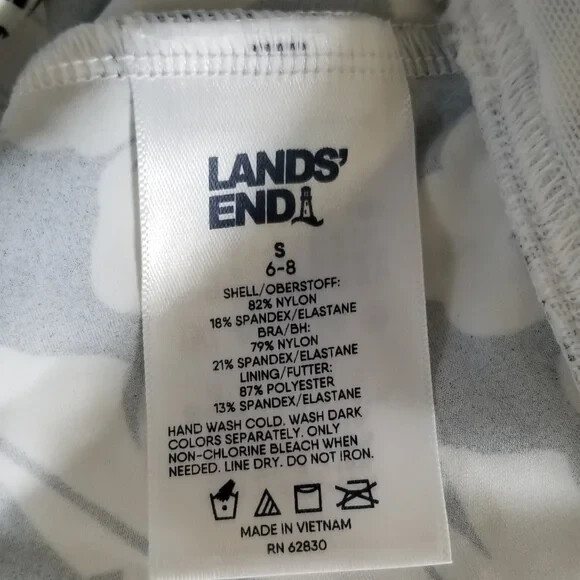 LANDS'
END
S
6-8
SHELL/OBERSTOFF:
82% NYLON
18% SPANDEX/ELASTANE
BRA/BH:
79% NYLON
21% SPANDEX/ELASTANE
LINING/FUTTER:
87% POLYESTER
13% SPANDEX/ELASTANE
HAND WASH COLD. WASH DARK
COLORS SEPARATELY. ONLY
NON-CHLORINE BLEACH WHEN
NEEDED. LINE DRY. DO NOT IRON.
MADE IN VIETNAM
RN 62830